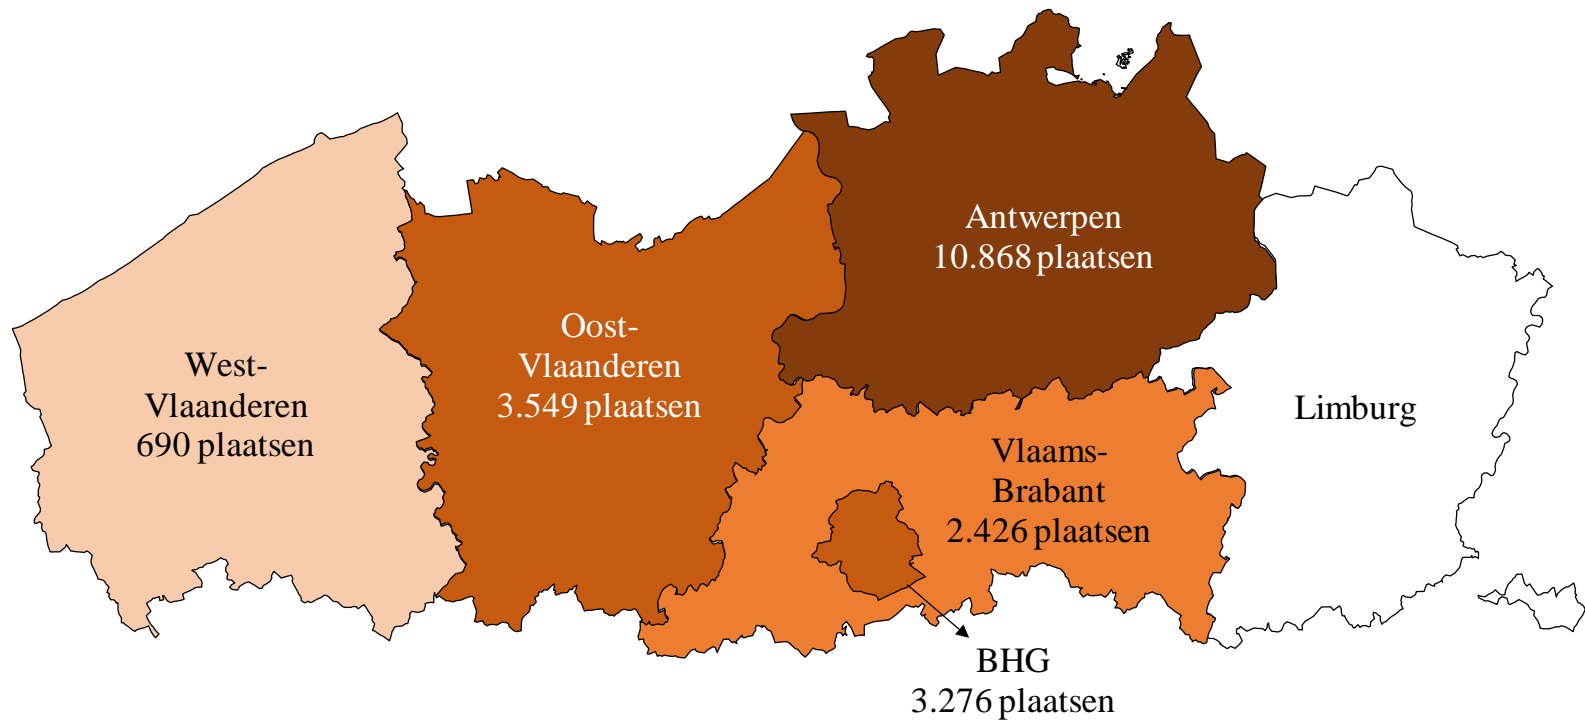 West-
Vlaanderen
690 plaatsen
Oost-
Vlaanderen
3.549 plaatsen
Antwerpen
10.868 plaatsen
Vlaams-
Brabant
2.426 plaatsen
Limburg
BHG
3.276 plaatsen